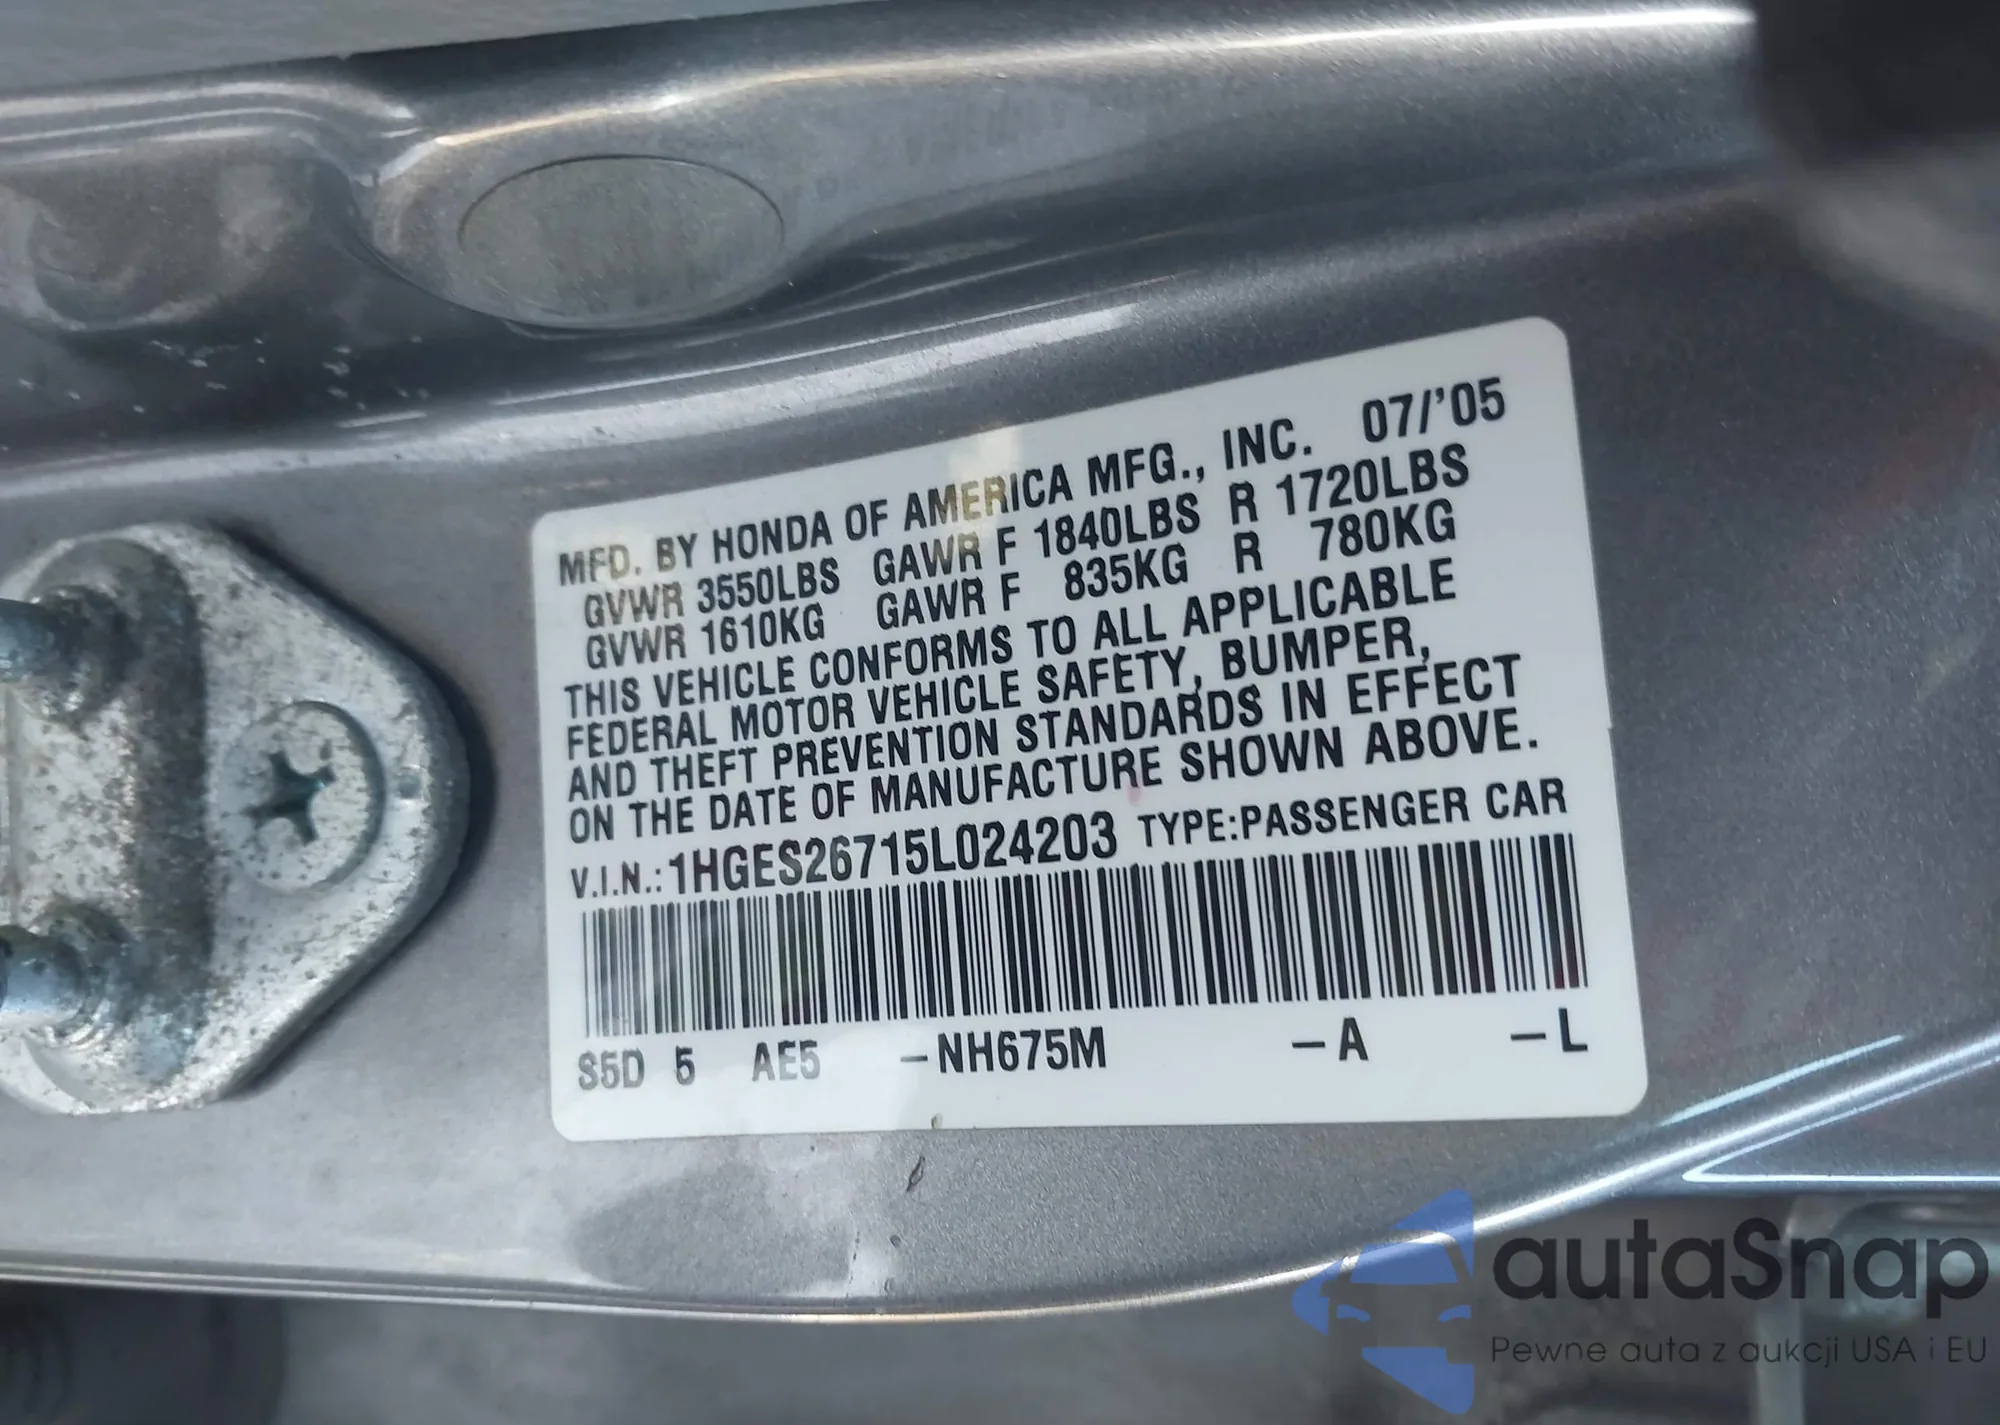 MFD. BY HONDA OF AMERICA MFG., INC. 07/'05
GVWR 3550LBS GAWR F 1840LBS R 1720LBS
GVWR 1610KG GAWR F 835KG R 780KG
THIS VEHICLE CONFORMS TO ALL APPLICABLE
FEDERAL MOTOR VEHICLE SAFETY, BUMPER,
AND THEFT PREVENTION STANDARDS IN EFFECT
ON THE DATE OF MANUFACTURE SHOWN ABOVE.
V.I.N.: 1HGES26715L024203 TYPE:PASSENGER CAR
S5D 5 AE5 –NH675M –A –L
autaSnap
Pewne auta z aukcji USA i EU